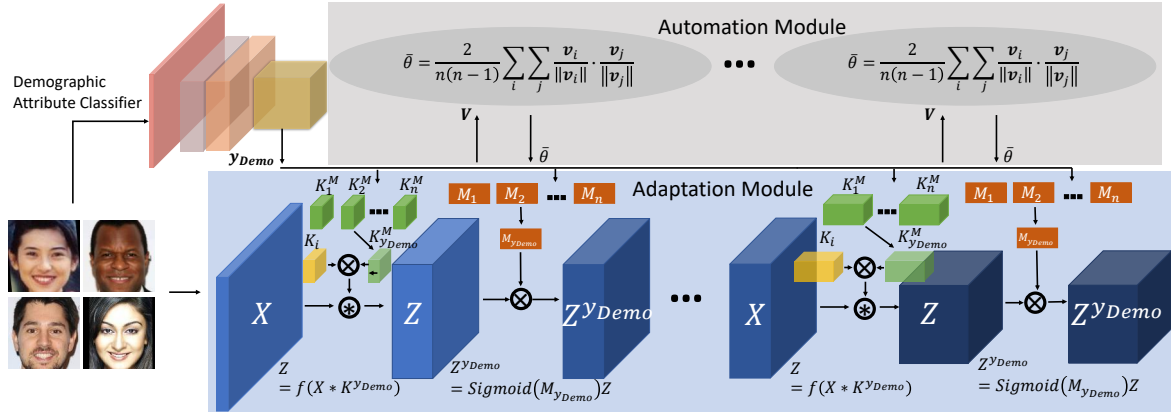 Automation Module
θ̄ = 2/(n(n−1)) ∑_i ∑_j v_i/‖v_i‖ · v_j/‖v_j‖
•••
θ̄ = 2/(n(n−1)) ∑_i ∑_j v_i/‖v_i‖ · v_j/‖v_j‖
Demographic
Attribute Classifier
y_Demo
V
θ̄
V
θ̄
Adaptation Module
K_1^M K_2^M ••• K_n^M
M_1 M_2 ••• M_n
K_1^M ••• K_n^M
M_1 M_2 ••• M_n
K_i ⊗ K_{y_Demo}^M
M_{y_Demo}
K_i ⊗ K_{y_Demo}^M
M_{y_Demo}
X ⊛ Z ⊗ Z^{y_Demo}
•••
X ⊛ Z ⊗ Z^{y_Demo}
Z
= f(X * K^{y_Demo})
Z^{y_Demo}
= Sigmoid(M_{y_Demo})Z
Z
= f(X * K^{y_Demo})
Z^{y_Demo}
= Sigmoid(M_{y_Demo})Z